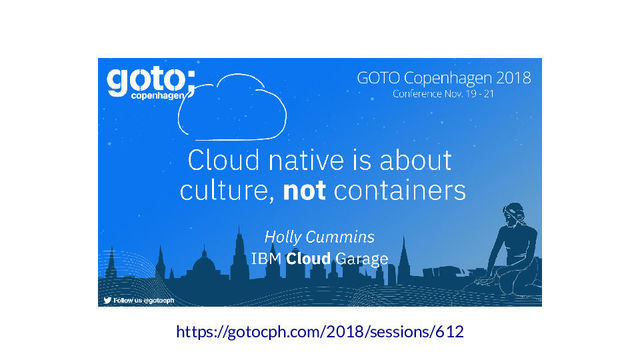 goto;
copenhagen
GOTO Copenhagen 2018
Conference Nov. 19 - 21
Cloud native is about
culture, not containers
Holly Cummins
IBM Cloud Garage
Follow us @gotocph
https://gotocph.com/2018/sessions/612